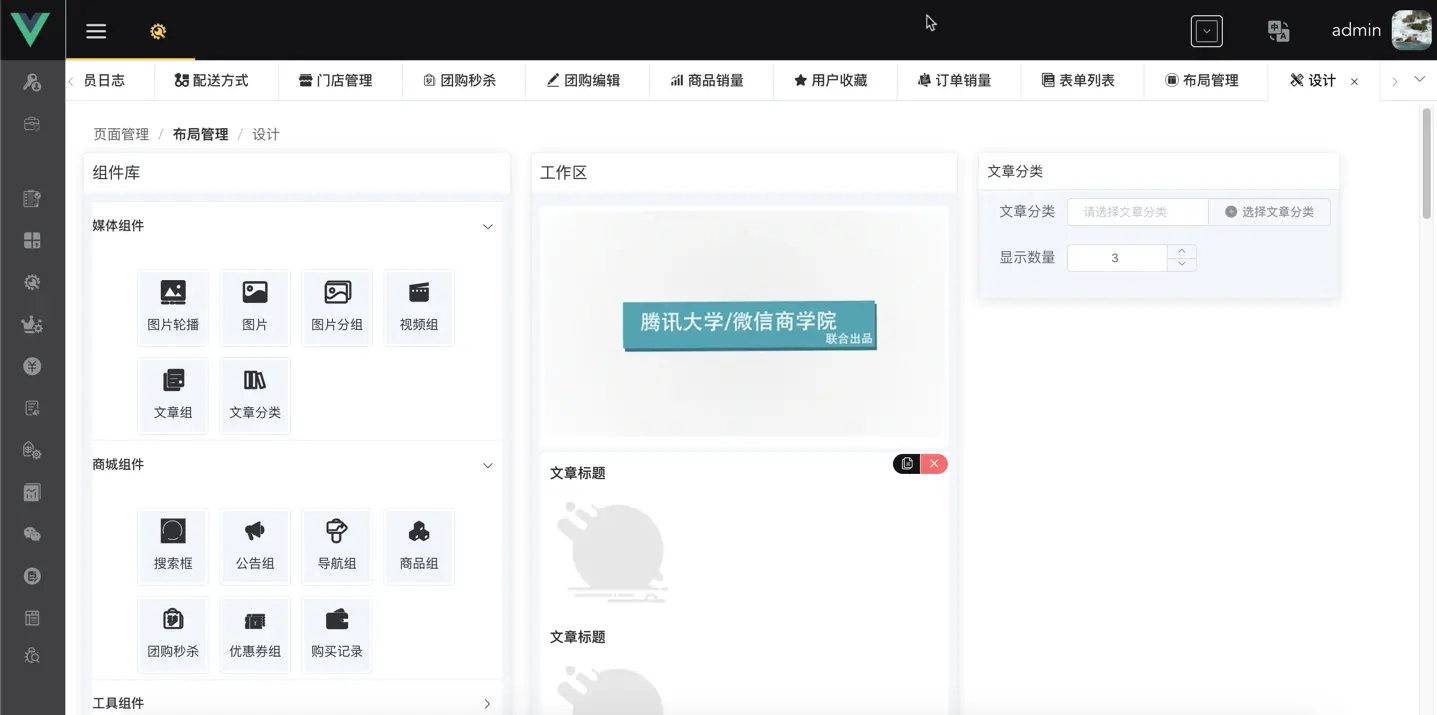 admin
员日志
配送方式
门店管理
团购秒杀
团购编辑
商品销量
用户收藏
订单销量
表单列表
布局管理
设计
页面管理 / 布局管理 / 设计
组件库
媒体组件
图片轮播
图片
图片分组
视频组
文章组
文章分类
商城组件
搜索框
公告组
导航组
商品组
团购秒杀
优惠券组
购买记录
工具组件
工作区
腾讯大学/微信商学院
联合出品
文章标题
文章标题
文章分类
文章分类
请选择文章分类
选择文章分类
显示数量
3